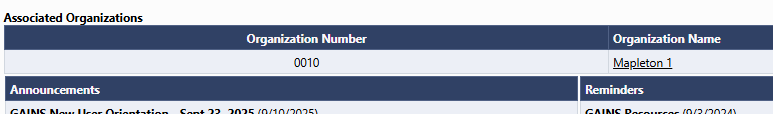 Associated Organizations
Organization Number Organization Name
0010 Mapleton 1
Announcements Reminders
GAINS New User Orientation - Sept 23, 2025 (9/10/2025) GAINS Resources (9/3/2024)